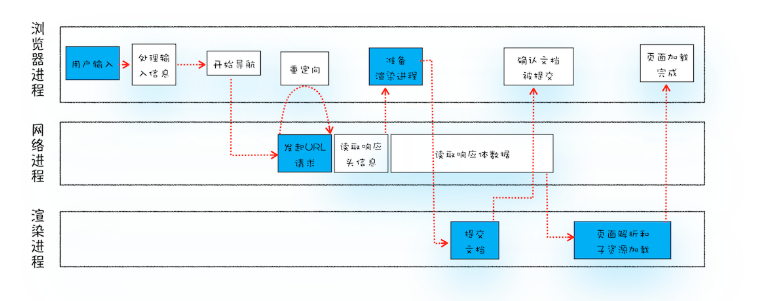 浏览器进程
用户输入
处理输
入信息
开始导航
重定向
准备
渲染进程
确认文档
被提交
页面加载
完成
网络进程
发起URL
请求
读取响应
头信息
读取响应体数据
渲染进程
提交
文档
页面解析和
子资源加载